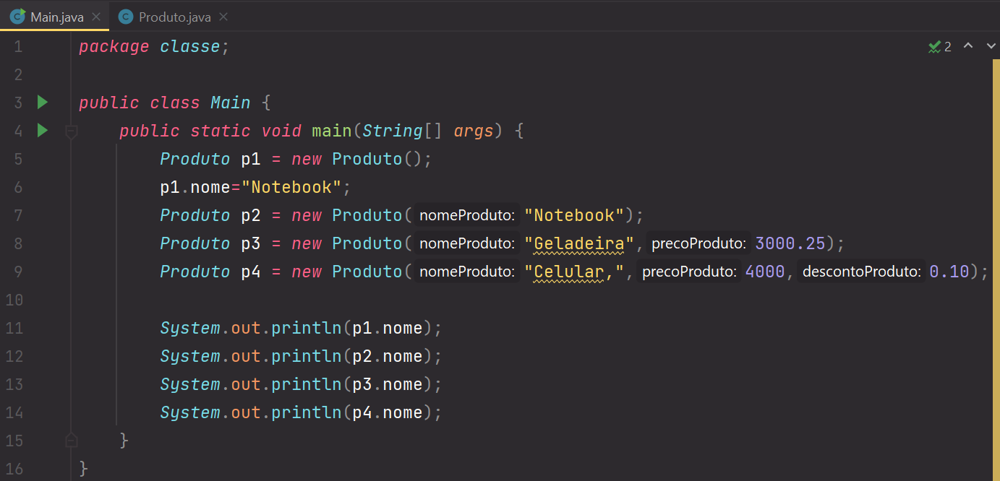 Main.java Produto.java
1 package classe; 2
2
3 public class Main {
4 public static void main(String[] args) {
5 Produto p1 = new Produto();
6 p1.nome="Notebook";
7 Produto p2 = new Produto( nomeProduto: "Notebook");
8 Produto p3 = new Produto( nomeProduto: "Geladeira", precoProduto: 3000.25);
9 Produto p4 = new Produto( nomeProduto: "Celular,", precoProduto: 4000, descontoProduto: 0.10);
10
11 System.out.println(p1.nome);
12 System.out.println(p2.nome);
13 System.out.println(p3.nome);
14 System.out.println(p4.nome);
15 }
16 }